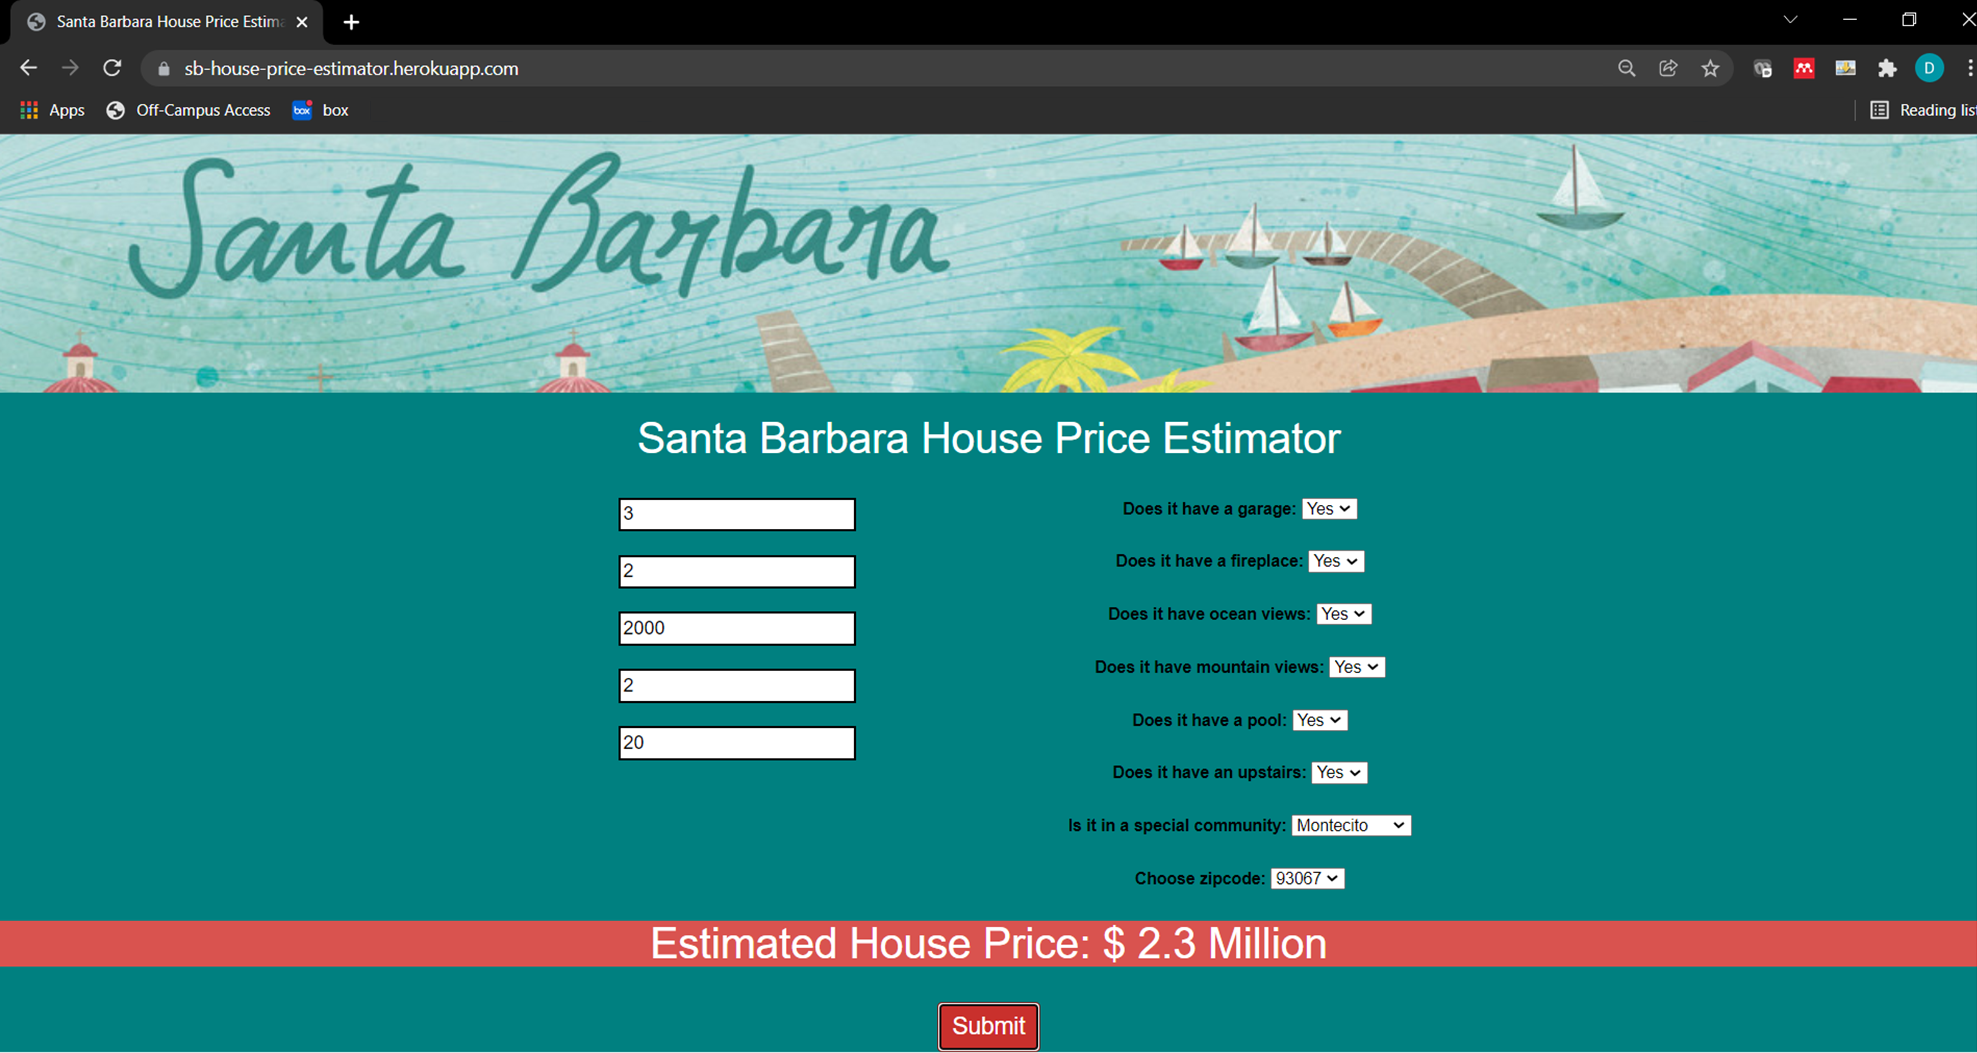 Santa Barbara House Price Estim
sb-house-price-estimator.herokuapp.com
D
Apps
Off-Campus Access
box box
Reading list
Santa Barbara
Santa Barbara House Price Estimator
3
2
2000
2
20
Does it have a garage: Yes
Does it have a fireplace: Yes
Does it have ocean views: Yes
Does it have mountain views: Yes
Does it have a pool: Yes
Does it have an upstairs: Yes
Is it in a special community: Montecito
Choose zipcode: 93067
Estimated House Price: $ 2.3 Million
Submit